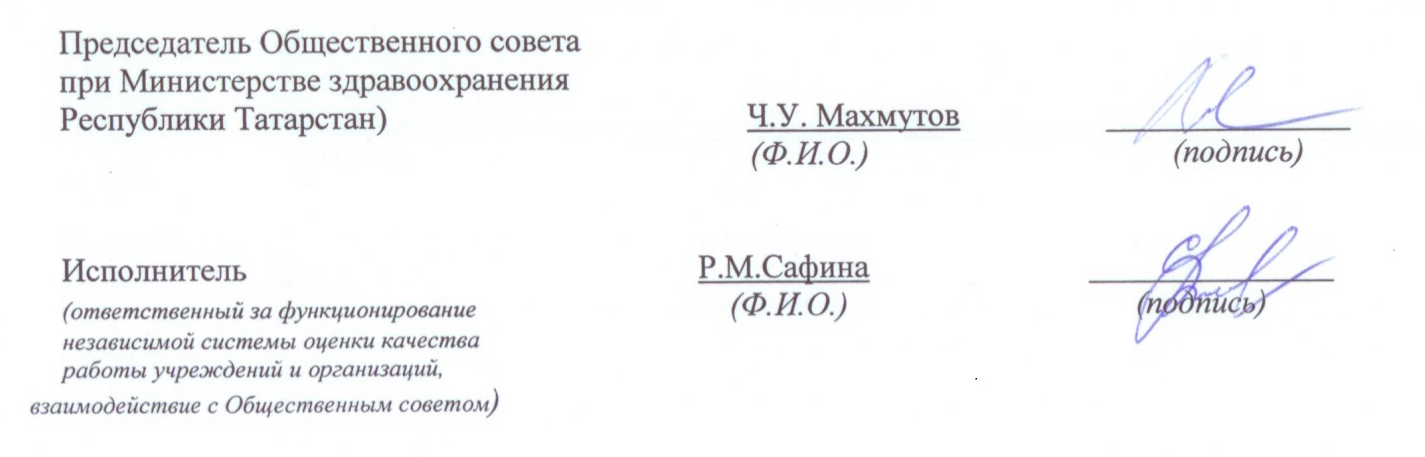 Председатель Общественного совета
при Министерстве здравоохранения
Республики Татарстан)
Ч.У. Махмутов
(Ф.И.О.)
(подпись)
Исполнитель
Р.М.Сафина
(ответственный за функционирование
(Ф.И.О.)
(подпись)
независимой системы оценки качества
работы учреждений и организаций,
взаимодействие с Общественным советом)